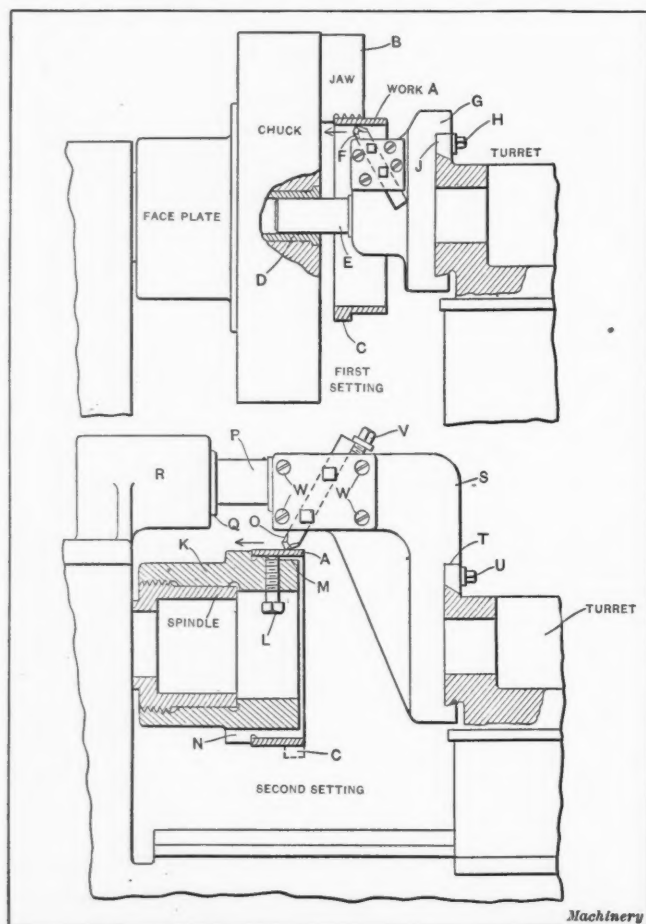 B
JAW
WORK A
G
H
CHUCK
F
J
TURRET
FACE PLATE
E
D
C
FIRST
SETTING
V
P
R
S
W
W
Q
O
T
U
K
A
M
SPINDLE
TURRET
L
N
C
SECOND SETTING
Machinery